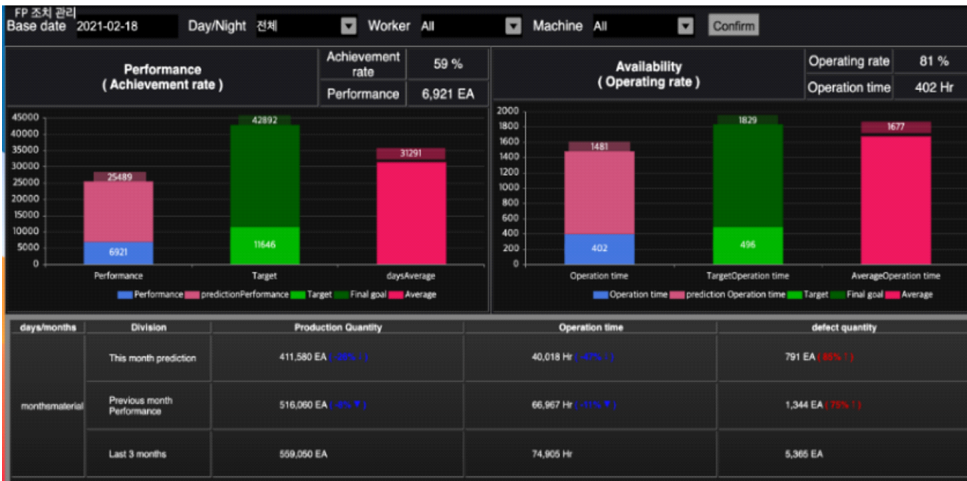 FP 조치 관리
Base date 2021-02-18 Day/Night 전체 Worker All Machine All Confirm
Performance
( Achievement rate )
Achievement
rate
59 %
Performance 6,921 EA
Availability
( Operating rate )
Operating rate 81 %
Operation time 402 Hr
45000
40000
35000
30000
25000
20000
15000
10000
5000
0
25489
6921
42892
11646
31291
Performance Target daysAverage
Performance predictionPerformance Target Final goal Average
2000
1800
1600
1400
1200
1000
800
600
400
200
0
1481
402
1829
496
1677
Operation time TargetOperation time AverageOperation time
Operation time prediction Operation time Target Final goal Average
days/months Division Production Quantity Operation time defect quantity
monthsmaterial
This month prediction 411,580 EA 40,018 Hr 791 EA
Previous month
Performance
516,060 EA 66,967 Hr 1,344 EA
Last 3 months 559,050 EA 74,905 Hr 5,365 EA